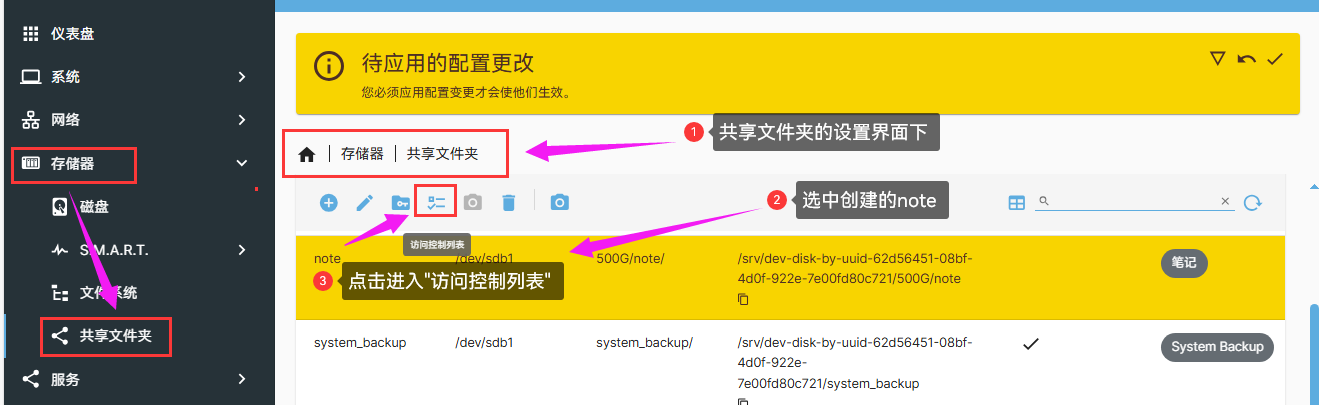 仪表盘
系统
网络
存储器
磁盘
S.M.A.R.T.
文件系统
共享文件夹
服务
待应用的配置更改
您必须应用配置变更才会使他们生效。
1 共享文件夹的设置界面下
存储器 | 共享文件夹
2 选中创建的note
访问控制列表
note /dev/sdb1 500G/note/ /srv/dev-disk-by-uuid-62d56451-08bf-
4d0f-922e-7e00fd80c721/500G/note
笔记
3 点击进入"访问控制列表"
system_backup /dev/sdb1 system_backup/ /srv/dev-disk-by-uuid-62d56451-08bf-
4d0f-922e-
7e00fd80c721/system_backup
System Backup